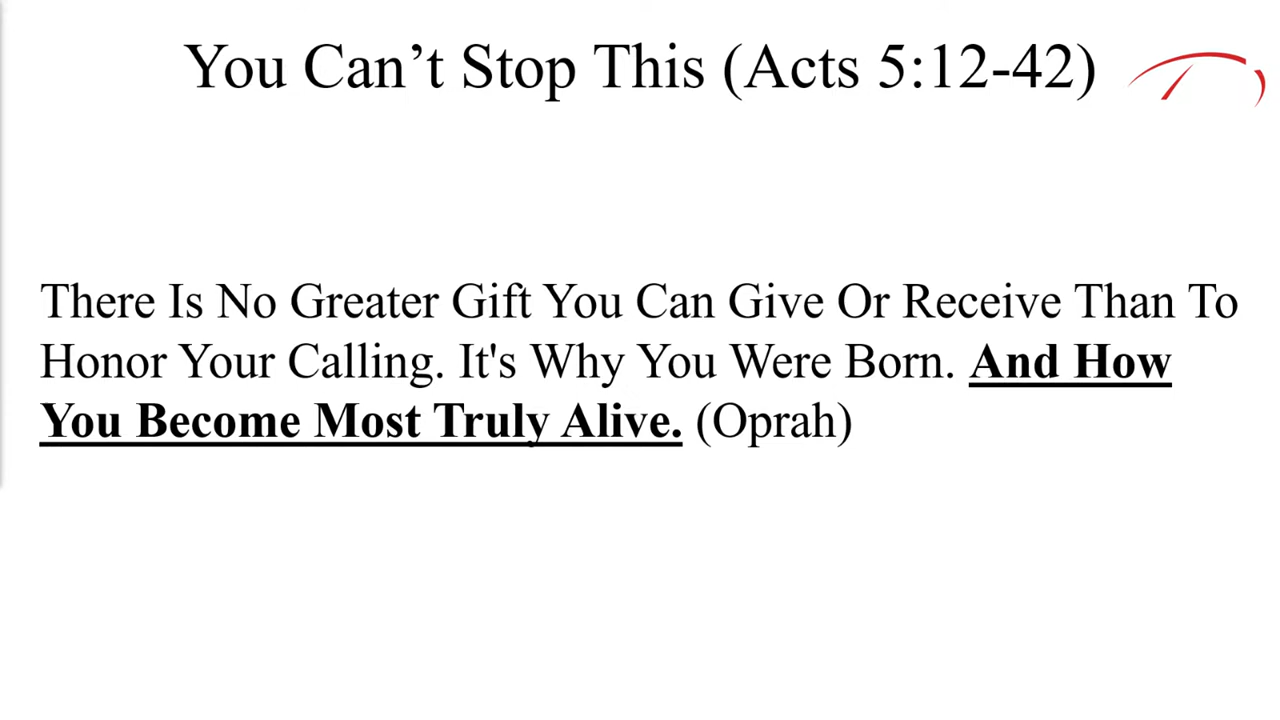 You Can’t Stop This (Acts 5:12-42)
There Is No Greater Gift You Can Give Or Receive Than To
Honor Your Calling. It's Why You Were Born. And How
You Become Most Truly Alive. (Oprah)